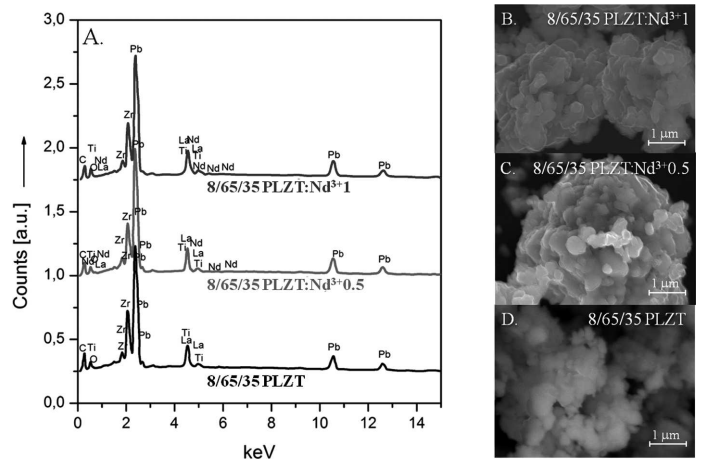 A.
3,0
2,5
2,0
1,5
1,0
0,5
0,0
Counts [a.u.]
0 2 4 6 8 10 12 14
keV
Pb
Zr
Pb
Ti
C
Nd
O La
Zr
La Nd
La
Ti Ti
Nd
Nd Nd
Pb
Pb
8/65/35 PLZT:Nd³⁺1
Pb
Zr
Pb
C Ti Nd
O
Nd La
Zr
Pb
La Nd
Ti La
Ti
Nd Nd
Pb
Pb
8/65/35 PLZT:Nd³⁺0.5
Zr
Zr
Pb
C Ti
O
Z
Ti
La La
Ti
Pb
Pb
8/65/35 PLZT
B. 8/65/35 PLZT:Nd³⁺1
1 µm
C. 8/65/35 PLZT:Nd³⁺0.5
1 µm
D. 8/65/35 PLZT
1 µm